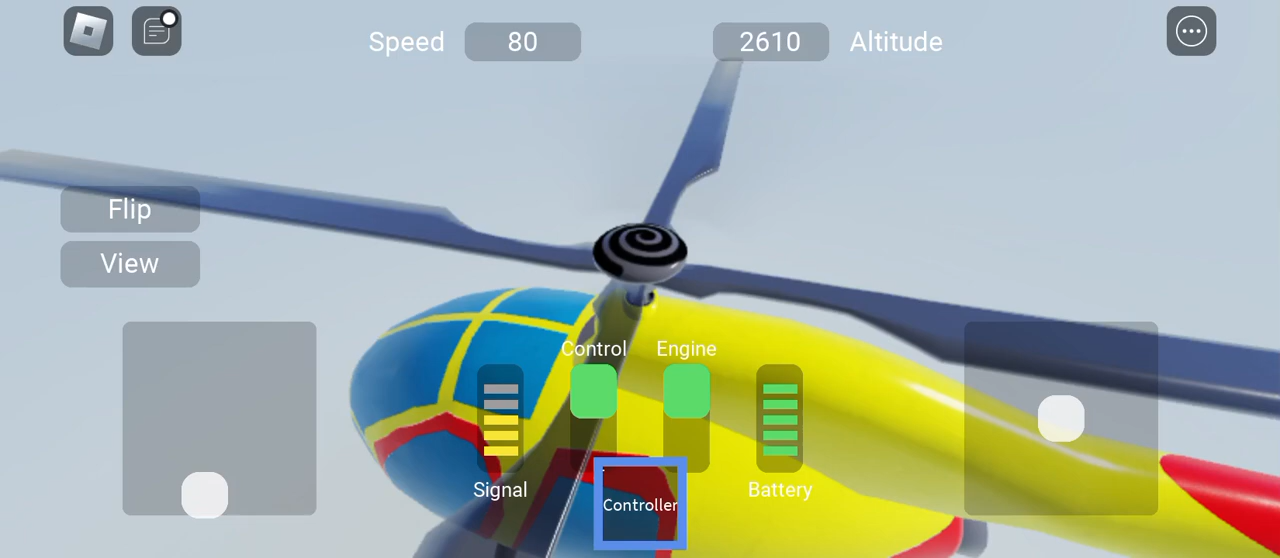 Speed 80 2610 Altitude
Flip
View
Control Engine
Signal Battery
Controller